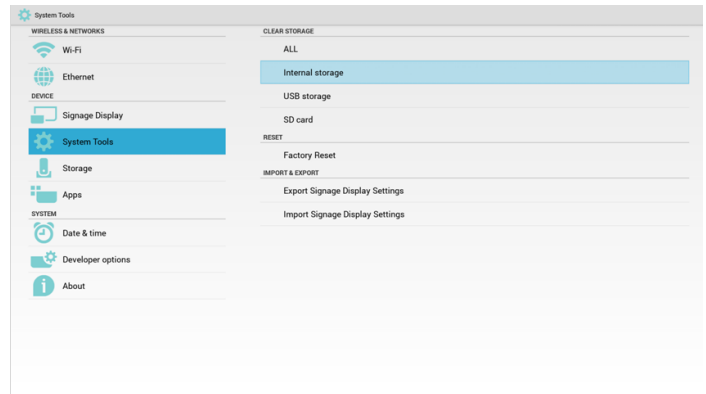 System Tools
WIRELESS & NETWORKS
Wi-Fi
Ethernet
DEVICE
Signage Display
System Tools
Storage
Apps
SYSTEM
Date & time
Developer options
About
CLEAR STORAGE
ALL
Internal storage
USB storage
SD card
RESET
Factory Reset
IMPORT & EXPORT
Export Signage Display Settings
Import Signage Display Settings